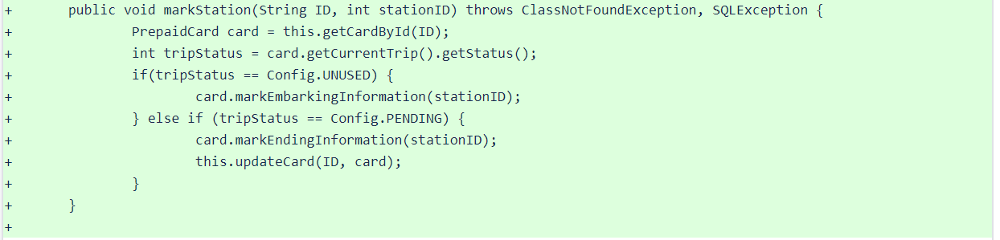 +	public void markStation(String ID, int stationID) throws ClassNotFoundException, SQLException {
+		PrepaidCard card = this.getCardById(ID);
+		int tripStatus = card.getCurrentTrip().getStatus();
+		if(tripStatus == Config.UNUSED) {
+			card.markEmbarkingInformation(stationID);
+		} else if (tripStatus == Config.PENDING) {
+			card.markEndingInformation(stationID);
+			this.updateCard(ID, card);
+		}
+	}
+